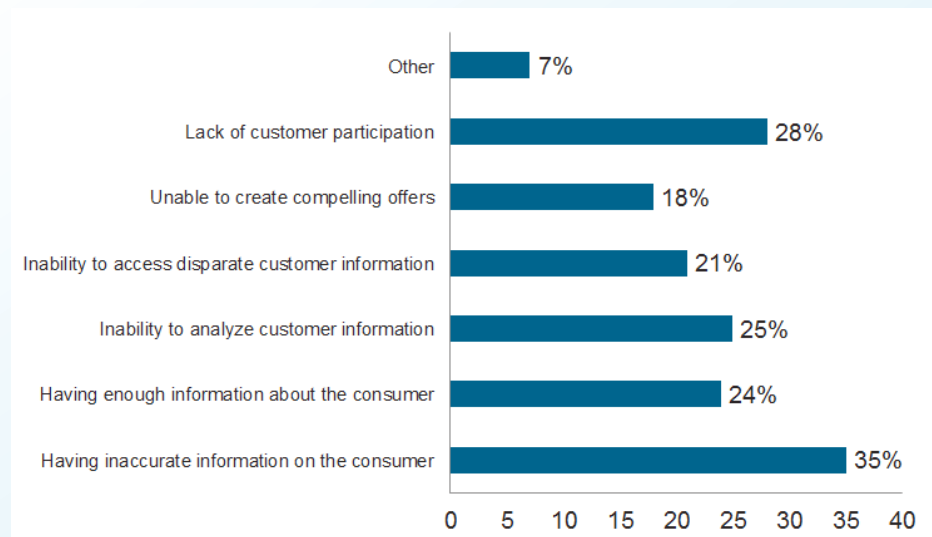 Other 7%
Lack of customer participation 28%
Unable to create compelling offers 18%
Inability to access disparate customer information 21%
Inability to analyze customer information 25%
Having enough information about the consumer 24%
Having inaccurate information on the consumer 35%
0 5 10 15 20 25 30 35 40